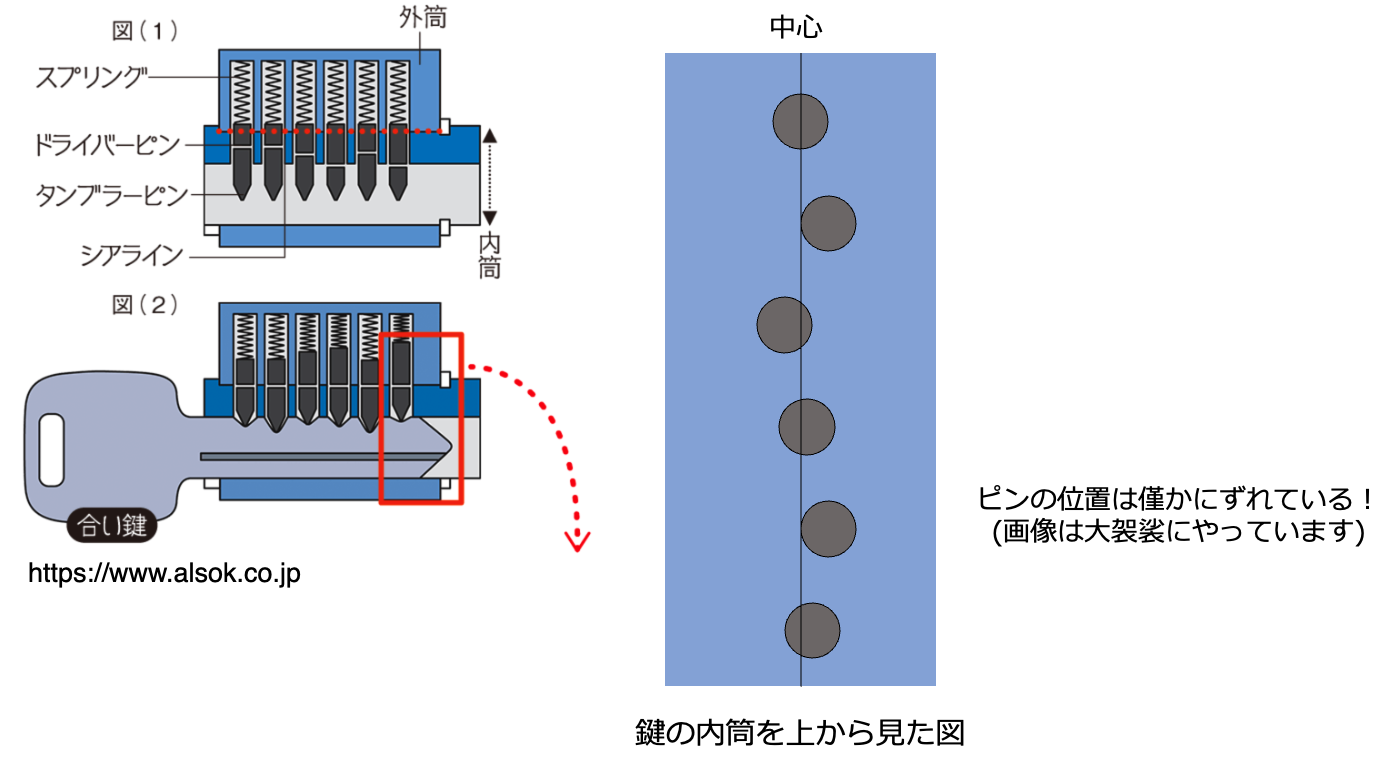 図(1)
外筒
スプリング
ドライバーピン
タンブラーピン
シアライン
内筒
図(2)
合い鍵
https://www.alsok.co.jp
中心
ピンの位置は僅かにずれている！
(画像は大袈裟にやっています)
鍵の内筒を上から見た図